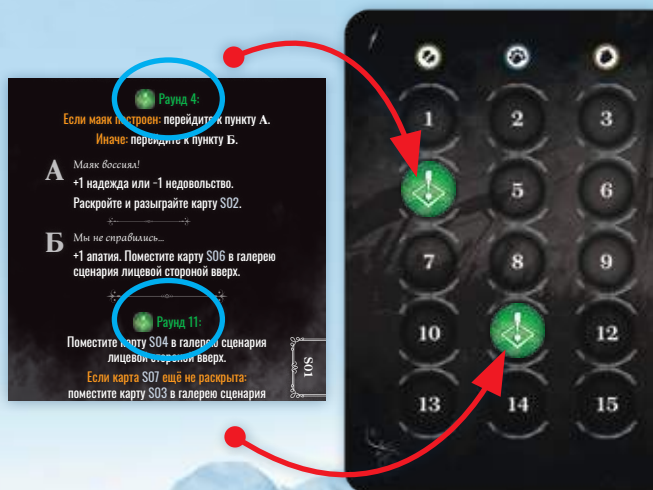 Раунд 4:
Если маяк построен: перейдите к пункту А.
Иначе: перейдите к пункту Б.
А
Маяк воссиял!
+1 надежда или −1 недовольство.
Раскройте и разыграйте карту S02.
Б
Мы не справились...
+1 апатия. Поместите карту S06 в галерею
сценария лицевой стороной вверх.
Раунд 11:
Поместите карту S04 в галерею сценария
лицевой стороной вверх.
Если карта S07 ещё не раскрыта:
поместите карту S03 в галерею сценария
S01
1 2 3
5 6
7 8 9
10 12
13 14 15